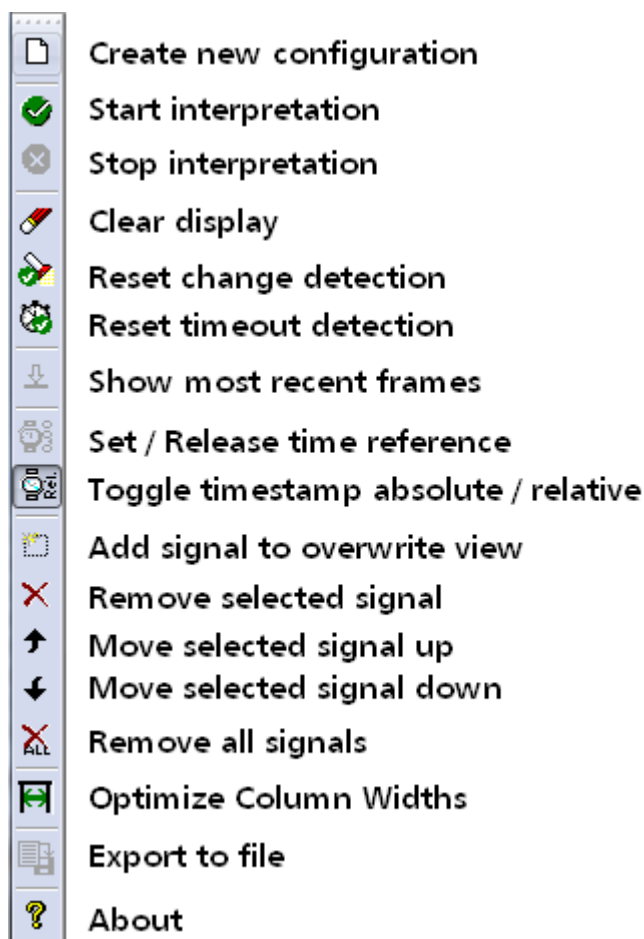 Create new configuration
Start interpretation
Stop interpretation
Clear display
Reset change detection
Reset timeout detection
Show most recent frames
Set / Release time reference
Rel.
Toggle timestamp absolute / relative
Add signal to overwrite view
Remove selected signal
Move selected signal up
Move selected signal down
ALL
Remove all signals
Optimize Column Widths
Export to file
?
About